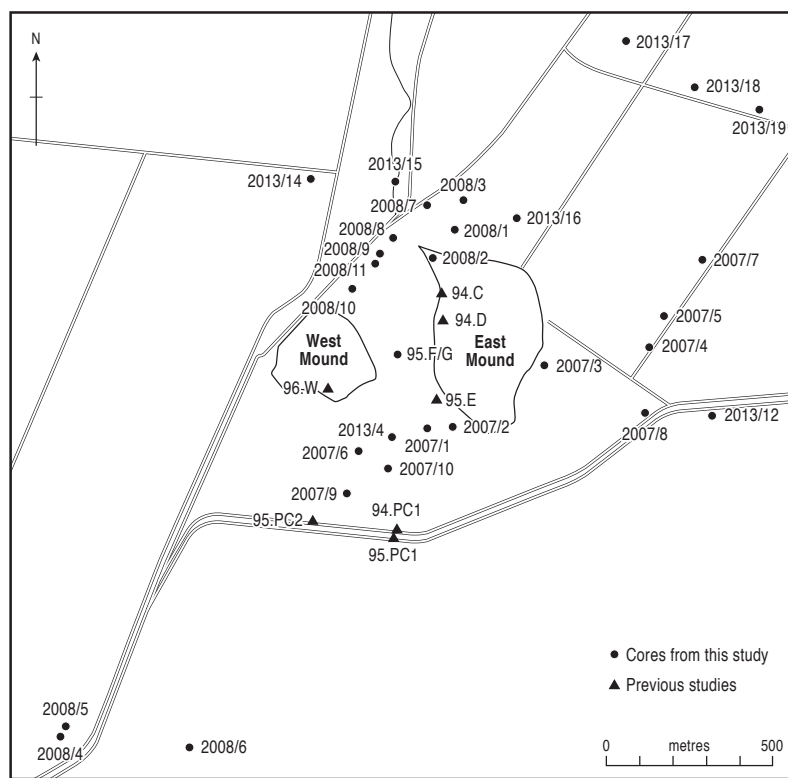 N
2013/17
2013/18
2013/19
2013/15
2013/14
2008/3
2008/7
2013/16
2008/8
2008/1
2008/9
2008/2
2007/7
2008/11
94.C
2008/10
2007/5
94.D
West
Mound
East
Mound
2007/4
95.F/G
2007/3
96.W
95.E
2013/12
2013/4
2007/2
2007/8
2007/1
2007/6
2007/10
2007/9
94.PC1
95.PC2
95.PC1
Cores from this study
Previous studies
2008/5
2008/4
2008/6
0 metres 500